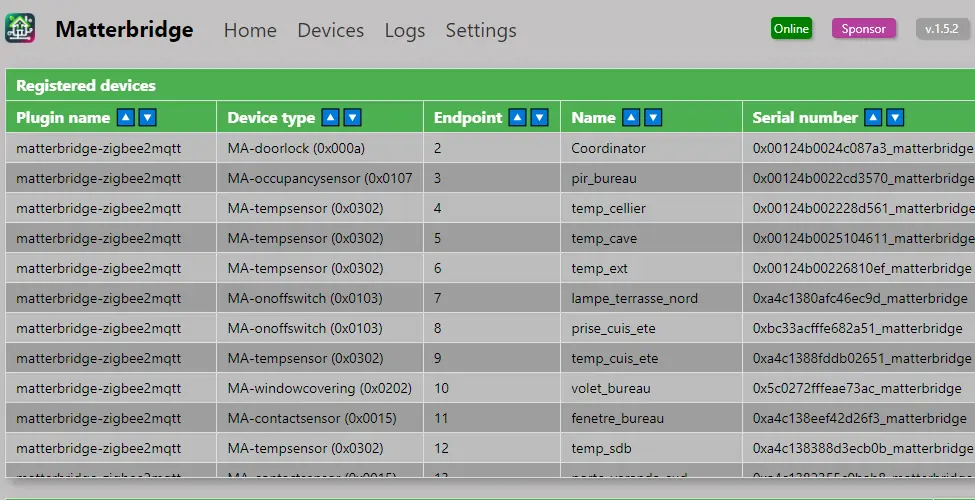 Matterbridge Home Devices Logs Settings Online Sponsor v.1.5.2
Registered devices
Plugin name Device type Endpoint Name Serial number
matterbridge-zigbee2mqtt MA-doorlock (0x000a) 2 Coordinator 0x00124b0024c087a3_matterbridge
matterbridge-zigbee2mqtt MA-occupancysensor (0x0107 3 pir_bureau 0x00124b0022cd3570_matterbridge
matterbridge-zigbee2mqtt MA-tempsensor (0x0302) 4 temp_cellier 0x00124b002228d561_matterbridge
matterbridge-zigbee2mqtt MA-tempsensor (0x0302) 5 temp_cave 0x00124b0025104611_matterbridge
matterbridge-zigbee2mqtt MA-tempsensor (0x0302) 6 temp_ext 0x00124b00226810ef_matterbridge
matterbridge-zigbee2mqtt MA-onoffswitch (0x0103) 7 lampe_terrasse_nord 0xa4c1380afc46ec9d_matterbridge
matterbridge-zigbee2mqtt MA-onoffswitch (0x0103) 8 prise_cuis_ete 0xbc33acfffe682a51_matterbridge
matterbridge-zigbee2mqtt MA-tempsensor (0x0302) 9 temp_cuis_ete 0xa4c1388fddb02651_matterbridge
matterbridge-zigbee2mqtt MA-windowcovering (0x0202) 10 volet_bureau 0x5c0272fffeae73ac_matterbridge
matterbridge-zigbee2mqtt MA-contactsensor (0x0015) 11 fenetre_bureau 0xa4c138eef42d26f3_matterbridge
matterbridge-zigbee2mqtt MA-tempsensor (0x0302) 12 temp_sdb 0xa4c138388d3ecb0b_matterbridge
matterbridge-zigbee2mqtt MA-contactsensor (0x0015)